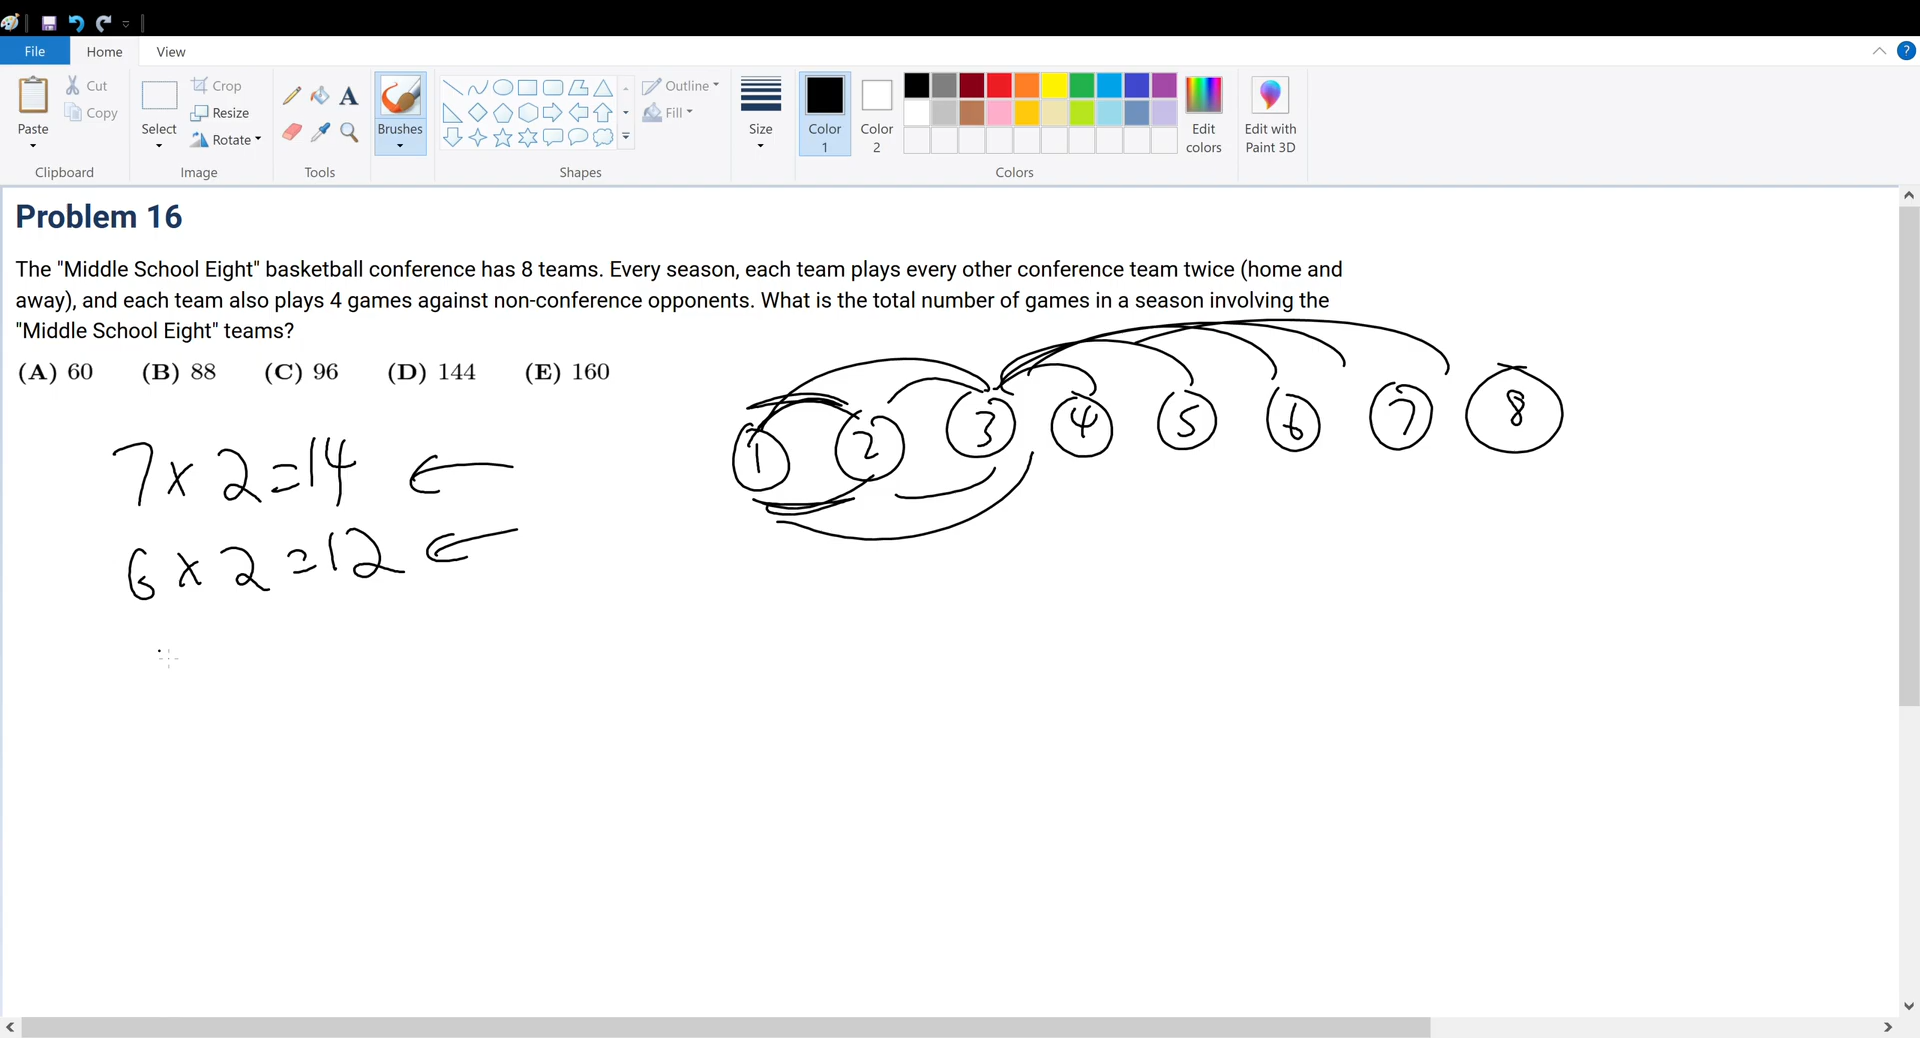 File Home View
Paste Cut Copy Clipboard
Select Crop Resize Rotate Image
Tools
Brushes
Shapes
Outline Fill
Size
Color 1 Color 2 Edit colors Edit with Paint 3D
Colors
Problem 16
The "Middle School Eight" basketball conference has 8 teams. Every season, each team plays every other conference team twice (home and
away), and each team also plays 4 games against non-conference opponents. What is the total number of games in a season involving the
"Middle School Eight" teams?
(A) 60 (B) 88 (C) 96 (D) 144 (E) 160
1 2 3 4 5 6 7 8
7 x 2 = 14
6 x 2 = 12